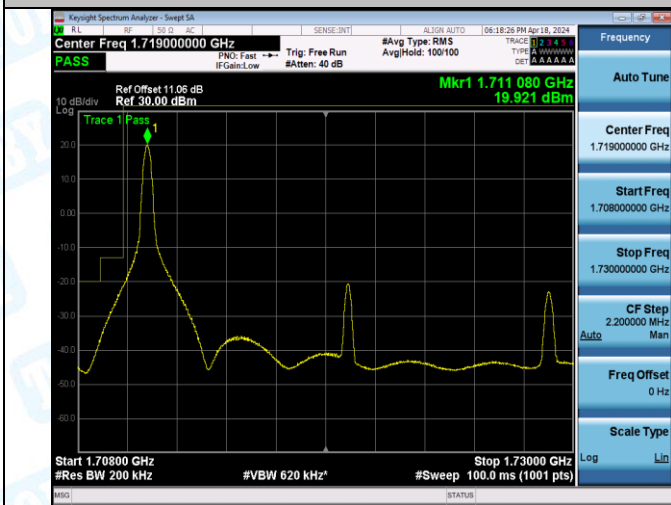 Keysight Spectrum Analyzer - Swept SA
RL RF 50 Ω AC SENSE:INT ALIGN AUTO 06:18:26 PM Apr 18, 2024
Center Freq 1.719000000 GHz
PASS
PNO: Fast
IFGain:Low
Trig: Free Run
#Atten: 40 dB
#Avg Type: RMS
Avg|Hold: 100/100
TRACE 1 2 3 4 5 6
TYPE A WWWWW
DET A A A A A A
Ref Offset 11.06 dB
10 dB/div Ref 30.00 dBm
Log
Mkr1 1.711 080 GHz
19.921 dBm
Trace 1 Pass
1
20.0
10.0
0.00
-10.0
-20.0
-30.0
-40.0
-50.0
-60.0
Start 1.70800 GHz Stop 1.73000 GHz
#Res BW 200 kHz #VBW 620 kHz* #Sweep 100.0 ms (1001 pts)
MSG STATUS
Frequency
Auto Tune
Center Freq
1.719000000 GHz
Start Freq
1.708000000 GHz
Stop Freq
1.730000000 GHz
CF Step
2.200000 MHz
Auto Man
Freq Offset
0 Hz
Scale Type
Log Lin